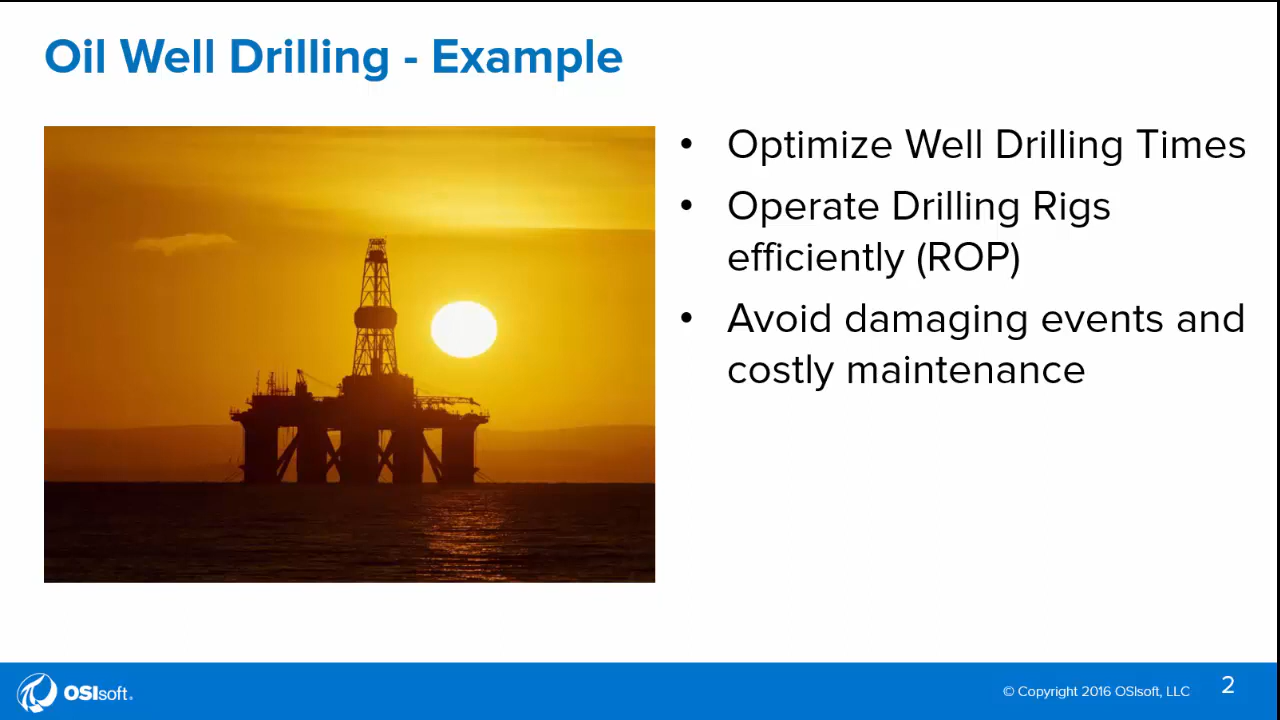 Oil Well Drilling - Example
• Optimize Well Drilling Times
• Operate Drilling Rigs
efficiently (ROP)
• Avoid damaging events and
costly maintenance
OSIsoft.
© Copyright 2016 OSIsoft, LLC
2